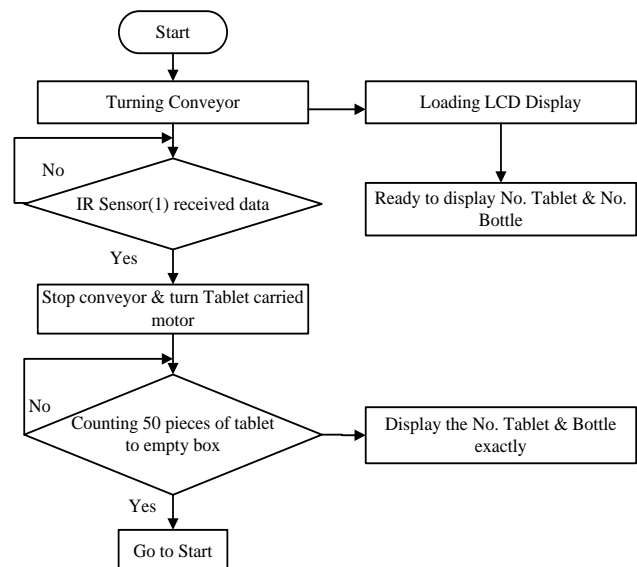 Start
Turning Conveyor
Loading LCD Display
No
IR Sensor(1) received data
Ready to display No. Tablet & No.
Bottle
Yes
Stop conveyor & turn Tablet carried
motor
No
Counting 50 pieces of tablet
to empty box
Display the No. Tablet & Bottle
exactly
Yes
Go to Start